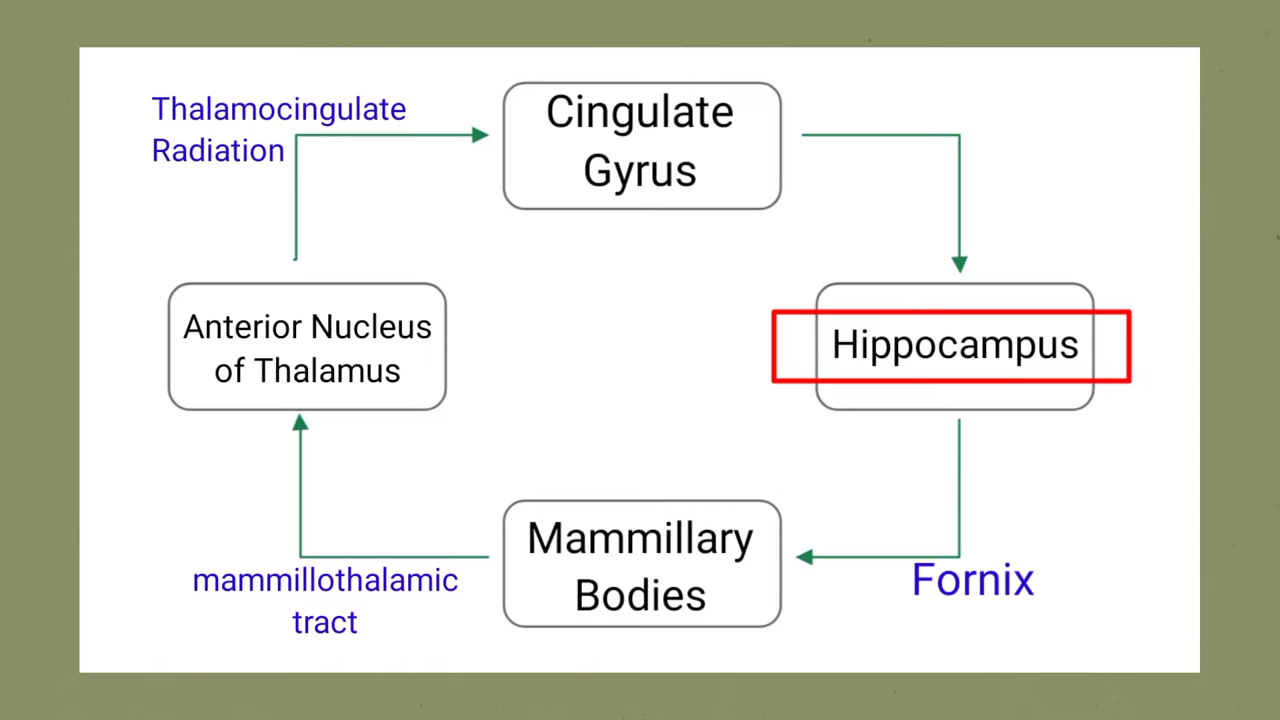 Thalamocingulate
Radiation
Cingulate
Gyrus
Anterior Nucleus
of Thalamus
Hippocampus
Mammillary
Bodies
mammillothalamic
tract
Fornix